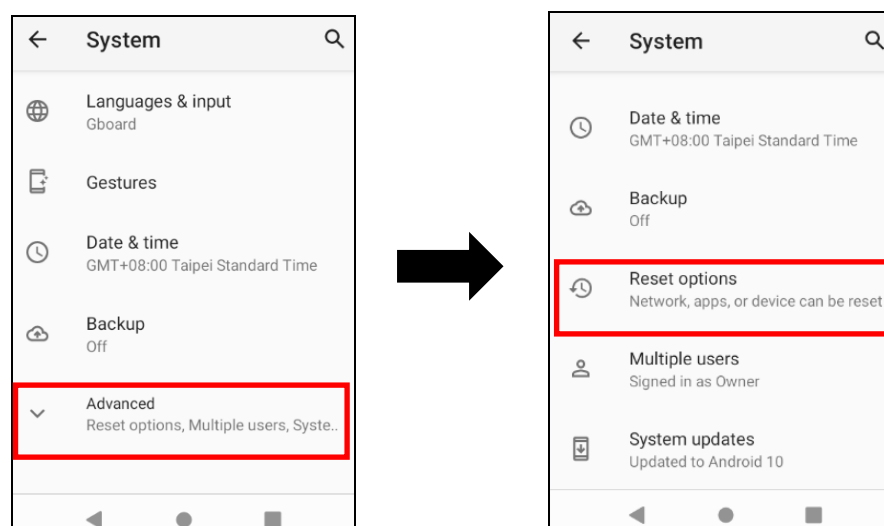 System
Languages & input
Gboard
Gestures
Date & time
GMT+08:00 Taipei Standard Time
Backup
Off
Advanced
Reset options, Multiple users, Syste..
System
Date & time
GMT+08:00 Taipei Standard Time
Backup
Off
Reset options
Network, apps, or device can be reset
Multiple users
Signed in as Owner
System updates
Updated to Android 10